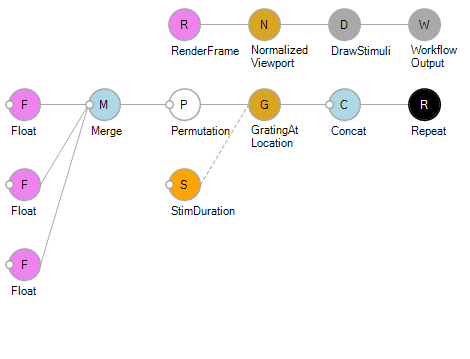 R N D W
RenderFrame Normalized DrawStimuli Workflow
Viewport Output
F M P G C R
Float Merge Permutation GratingAt Concat Repeat
Location
F S
Float StimDuration
F
Float